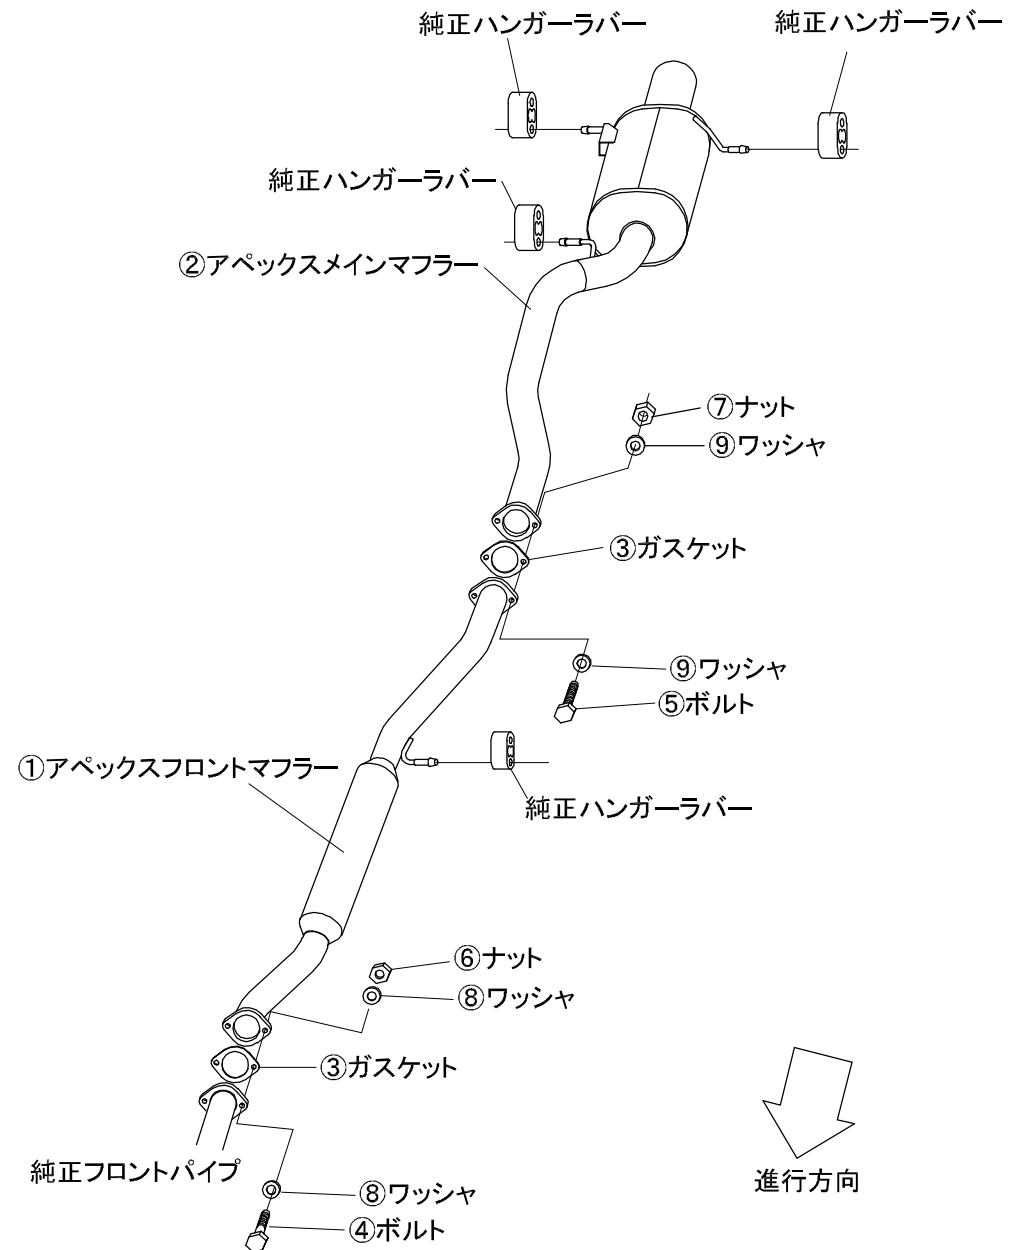 純正ハンガーラバー
純正ハンガーラバー
純正ハンガーラバー
②アペックスメインマフラー
⑦ナット
⑨ワッシャ
③ガスケット
⑨ワッシャ
⑤ボルト
①アペックスフロントマフラー
純正ハンガーラバー
⑥ナット
⑧ワッシャ
③ガスケット
純正フロントパイプ
進行方向
⑧ワッシャ
④ボルト